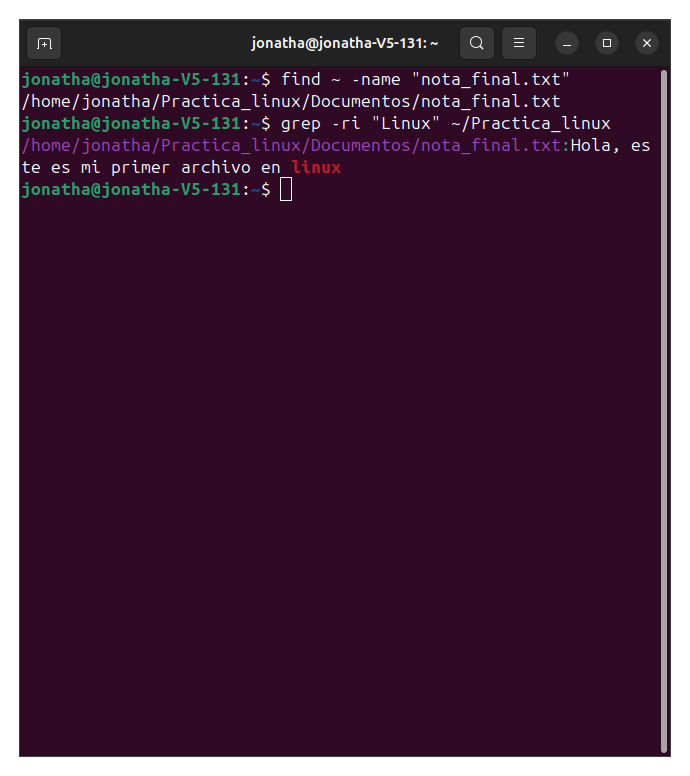 jonatha@jonatha-V5-131: ~
jonatha@jonatha-V5-131:~$ find ~ -name "nota_final.txt"
/home/jonatha/Practica_linux/Documentos/nota_final.txt
jonatha@jonatha-V5-131:~$ grep -ri "Linux" ~/Practica_linux
/home/jonatha/Practica_linux/Documentos/nota_final.txt:Hola, es
te es mi primer archivo en linux
jonatha@jonatha-V5-131:~$